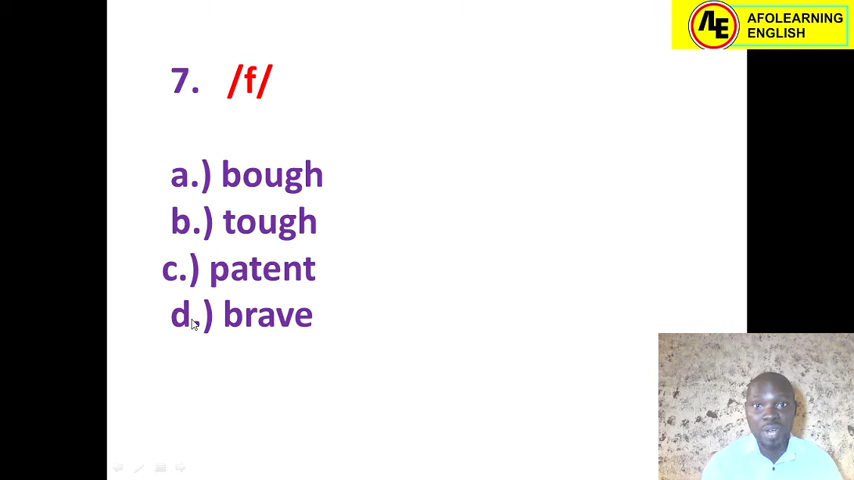 AFOLEARNING
ENGLISH
7. /f/
a.) bough
b.) tough
c.) patent
d.) brave